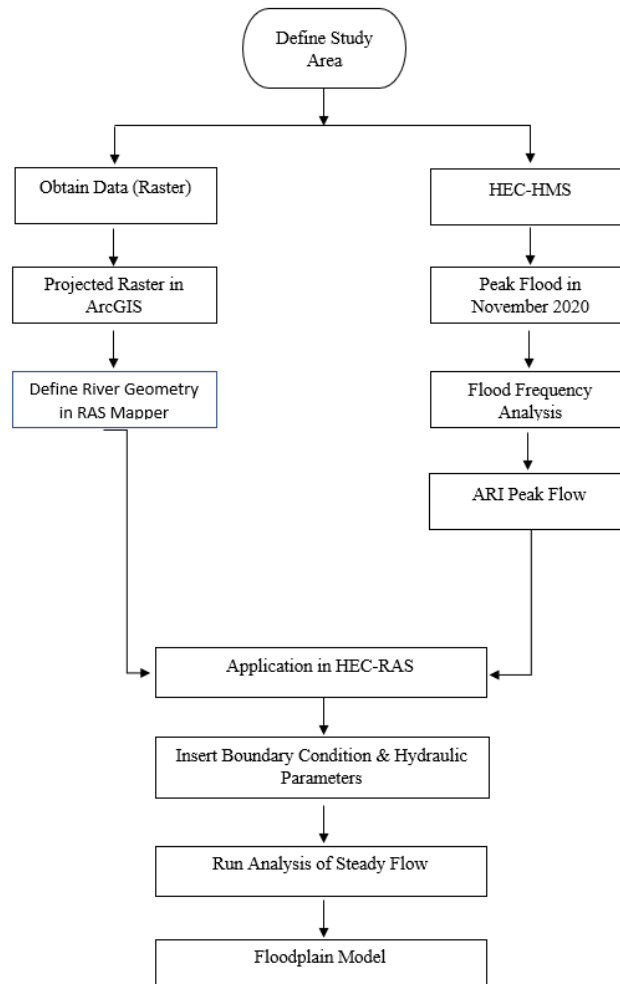 Define Study
Area
Obtain Data (Raster)
HEC-HMS
Projected Raster in
ArcGIS
Peak Flood in
November 2020
Define River Geometry
in RAS Mapper
Flood Frequency
Analysis
ARI Peak Flow
Application in HEC-RAS
Insert Boundary Condition & Hydraulic
Parameters
Run Analysis of Steady Flow
Floodplain Model